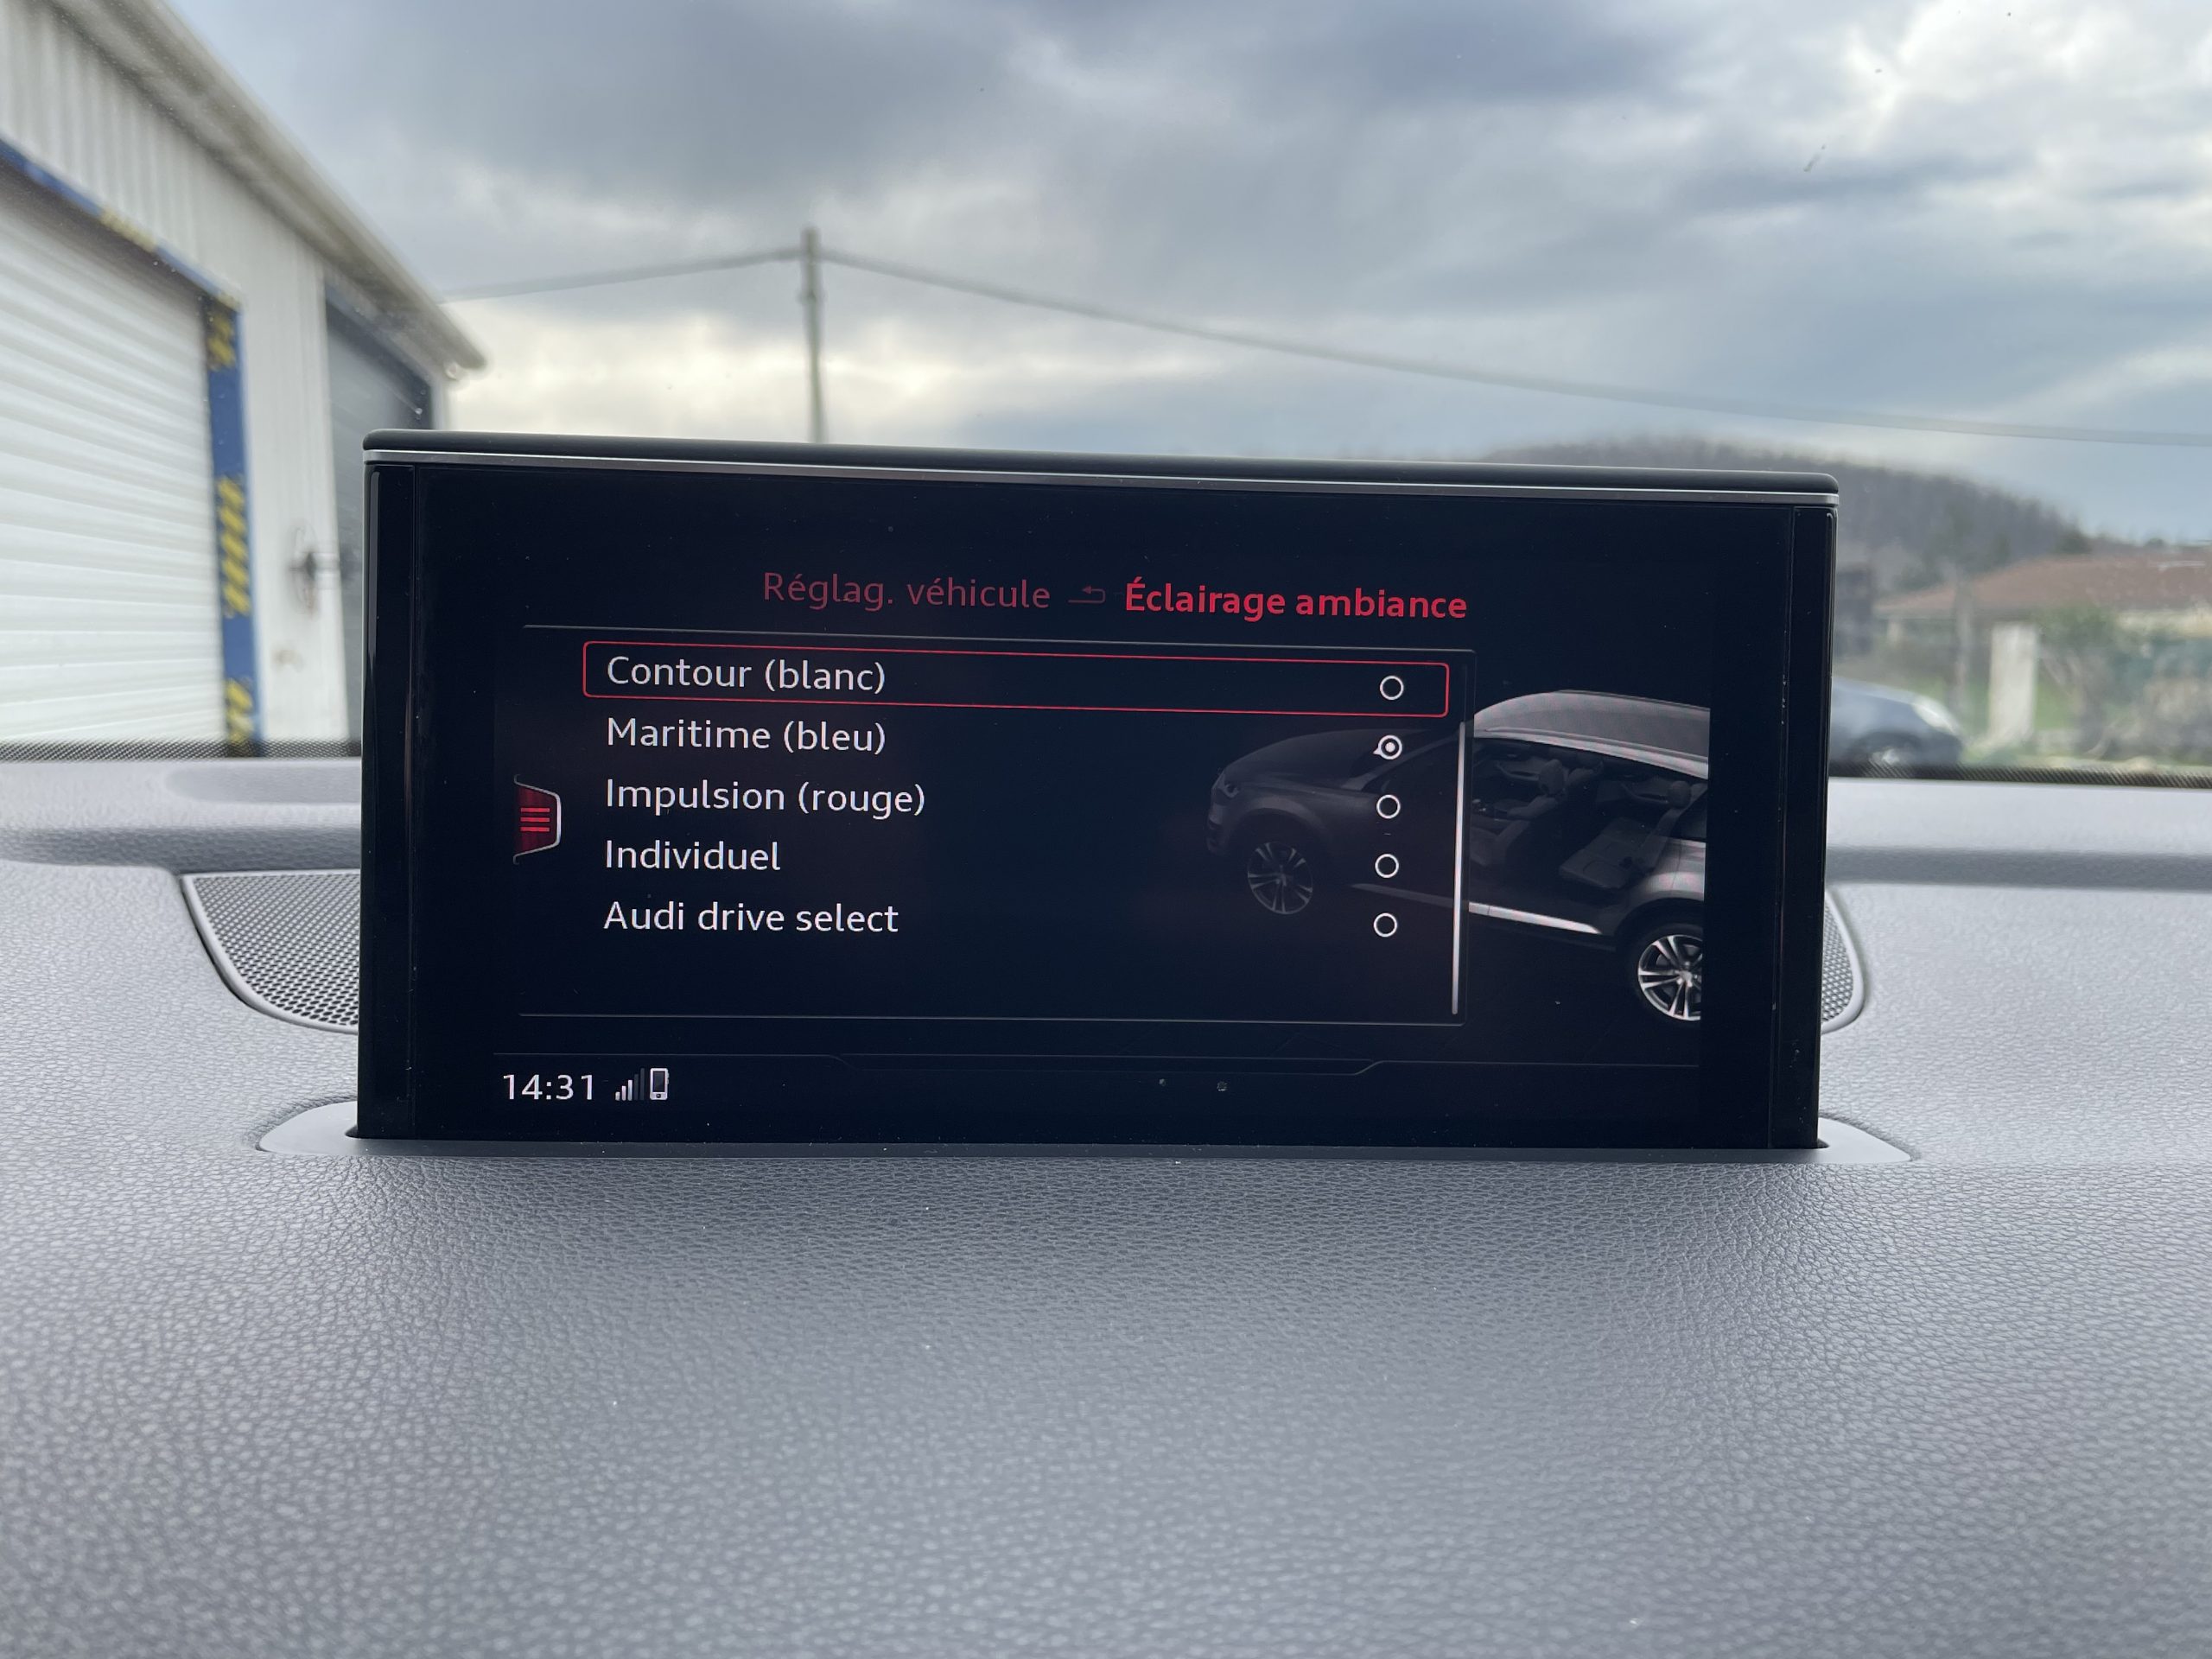 Réglag. véhicule Éclairage ambiance
Contour (blanc)
Maritime (bleu)
Impulsion (rouge)
Individuel
Audi drive select
14:31